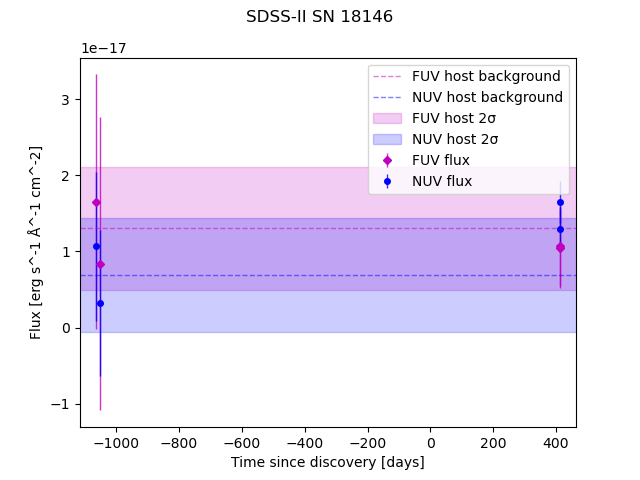 SDSS-II SN 18146
1e−17
FUV host background
NUV host background
FUV host 2σ
NUV host 2σ
FUV flux
NUV flux
3
2
1
0
−1
Flux [erg s^-1 Å^-1 cm^-2]
−1000 −800 −600 −400 −200 0 200 400
Time since discovery [days]